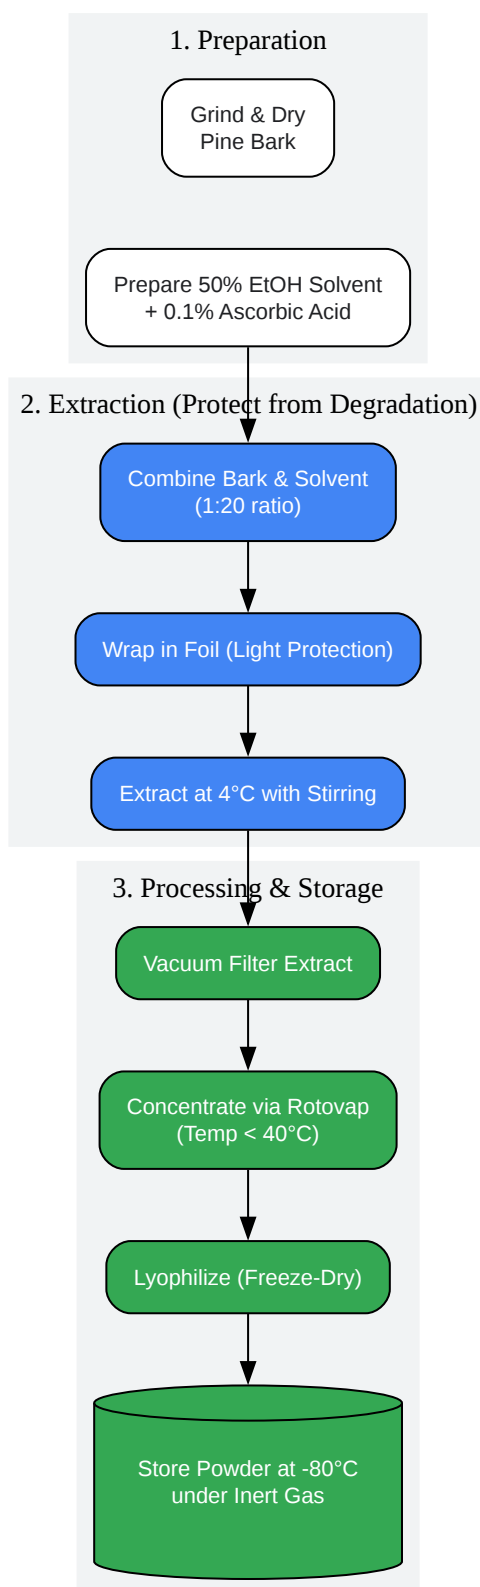 1. Preparation
Grind & Dry
Pine Bark
Prepare 50% EtOH Solvent
+ 0.1% Ascorbic Acid
2. Extraction (Protect from Degradation)
Combine Bark & Solvent
(1:20 ratio)
Wrap in Foil (Light Protection)
Extract at 4°C with Stirring
3. Processing & Storage
Vacuum Filter Extract
Concentrate via Rotovap
(Temp < 40°C)
Lyophilize (Freeze-Dry)
Store Powder at -80°C
under Inert Gas